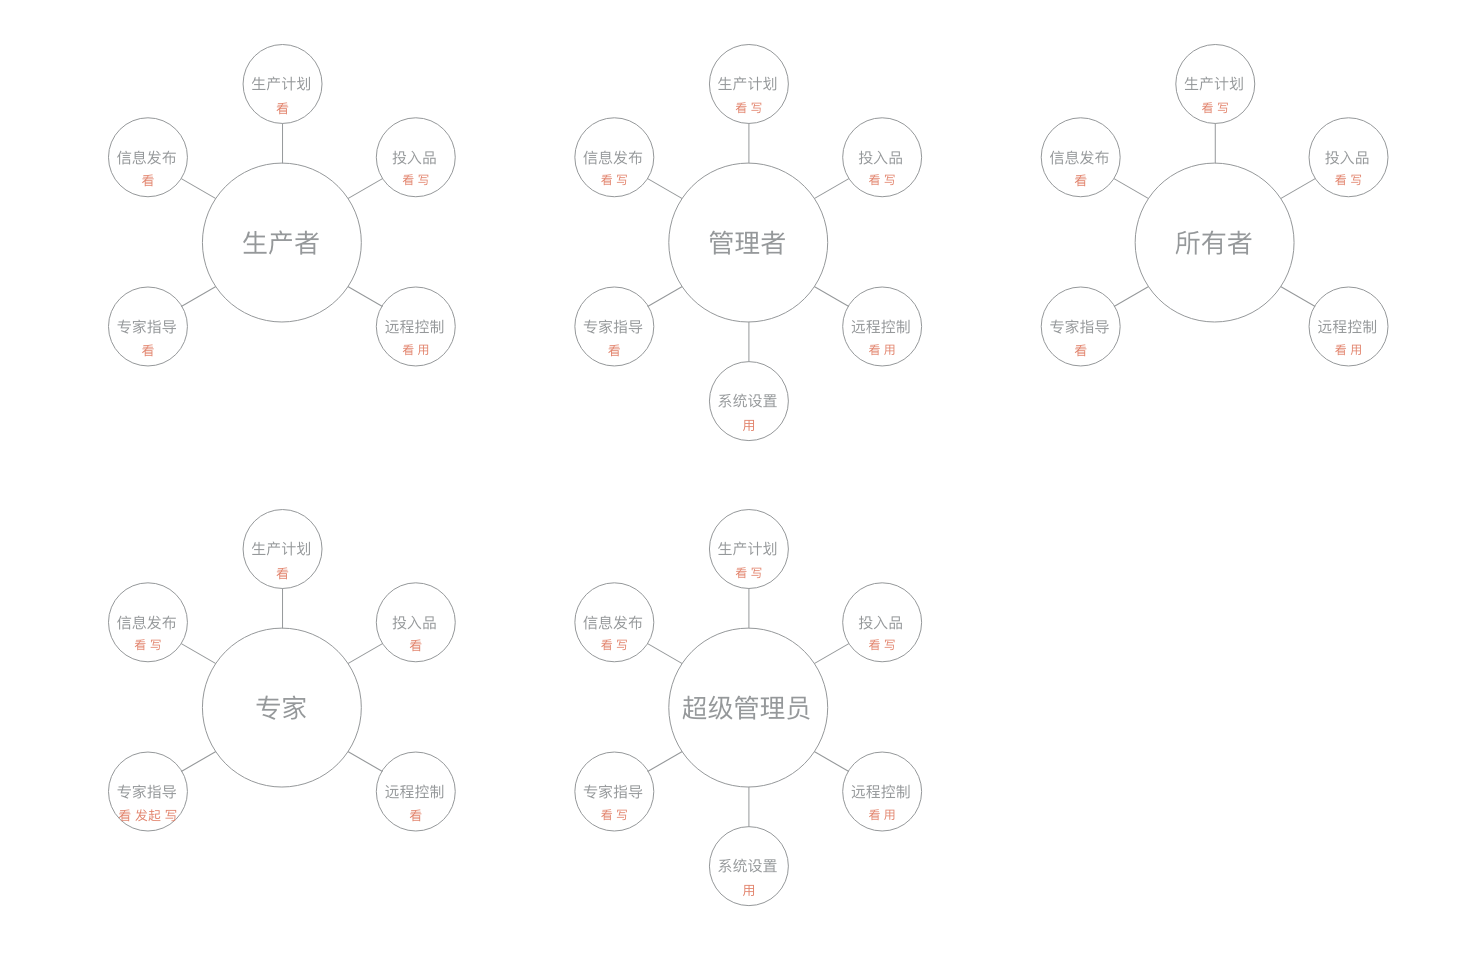 生产计划
看
信息发布
看
投入品
看 写
生产者
专家指导
看
远程控制
看 用
生产计划
看 写
信息发布
看 写
投入品
看 写
管理者
专家指导
看
远程控制
看 用
系统设置
用
生产计划
看 写
信息发布
看
投入品
看 写
所有者
专家指导
看
远程控制
看 用
生产计划
看
信息发布
看 写
投入品
看
专家
专家指导
看 发起 写
远程控制
看
生产计划
看 写
信息发布
看 写
投入品
看 写
超级管理员
专家指导
看 写
远程控制
看 用
系统设置
用